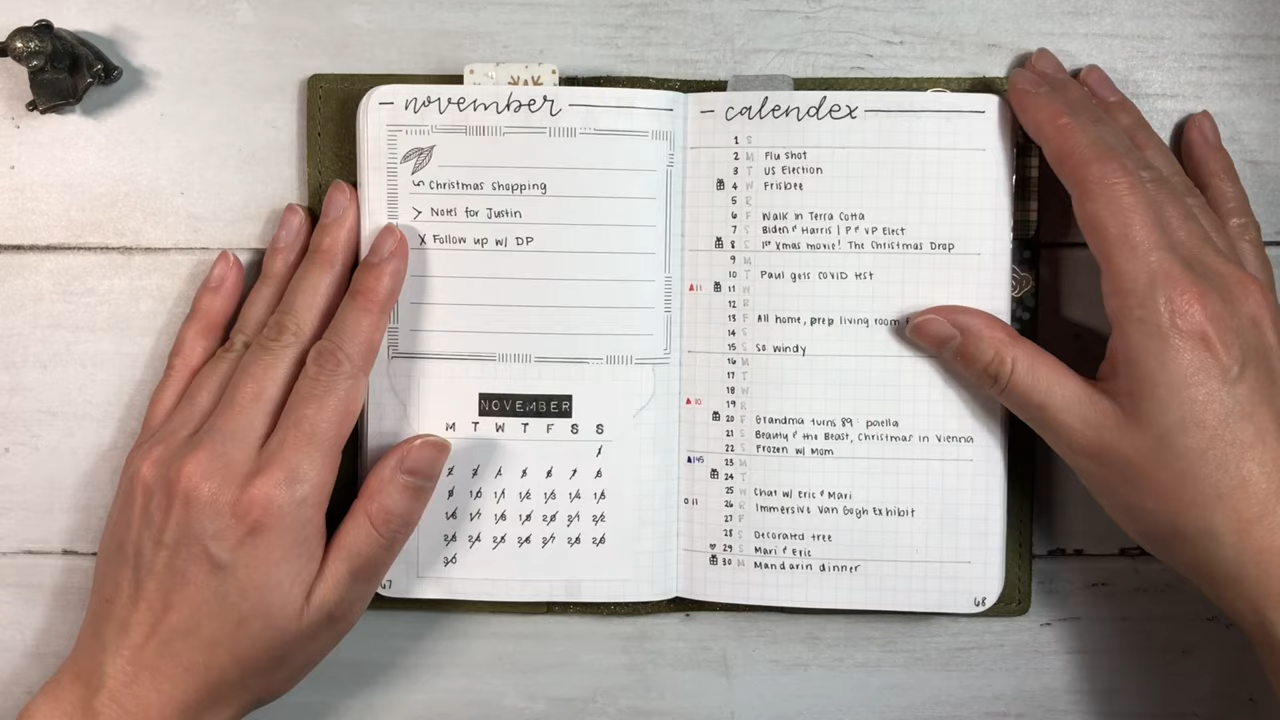 november
Christmas shopping
> Notes for Justin
X Follow up w/ DP
NOVEMBER
M T W T F S S
1
2 3 4 5 6 7 8
9 10 11 12 13 14 15
16 17 18 19 20 21 22
23 24 25 26 27 28 29
30
67
calendex
1 S
2 M Flu shot
3 T US Election
4 W Frisbee
5 R
6 F Walk in Terra Cotta
7 S Biden & Harris | P & VP Elect
8 S 1st Xmas movie! The Christmas Drop
9 M
10 T Paul gets COVID test
11 11 W
12 R
13 F All home, prep living room
14 S
15 S so windy
16 M
17 T
18 W
10 19 R
20 F Grandma turns 89: paella
21 S Beauty & the Beast, Christmas in Vienna
22 S Frozen w/ Mom
145 23 M
24 T
25 W Chat w/ Eric & Mari
11 26 R Immersive Van Gogh Exhibit
27 F
28 S Decorated tree
29 S Mari & Eric
30 M Mandarin dinner
68